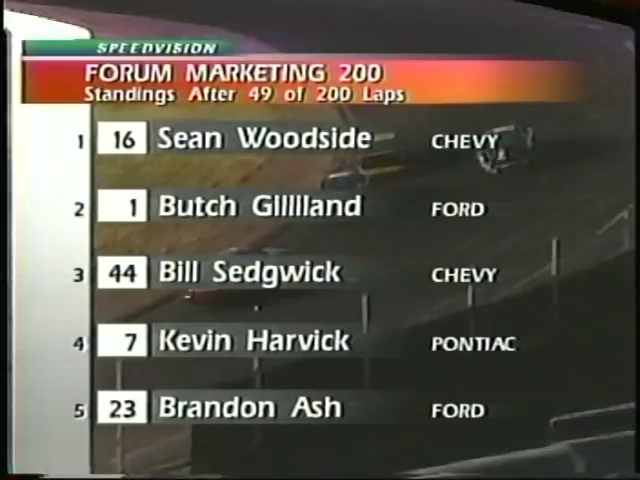 SPEEDVISION
FORUM MARKETING 200
Standings After 49 of 200 Laps
1 16 Sean Woodside CHEVY
2 1 Butch Gilliland FORD
3 44 Bill Sedgwick CHEVY
4 7 Kevin Harvick PONTIAC
5 23 Brandon Ash FORD